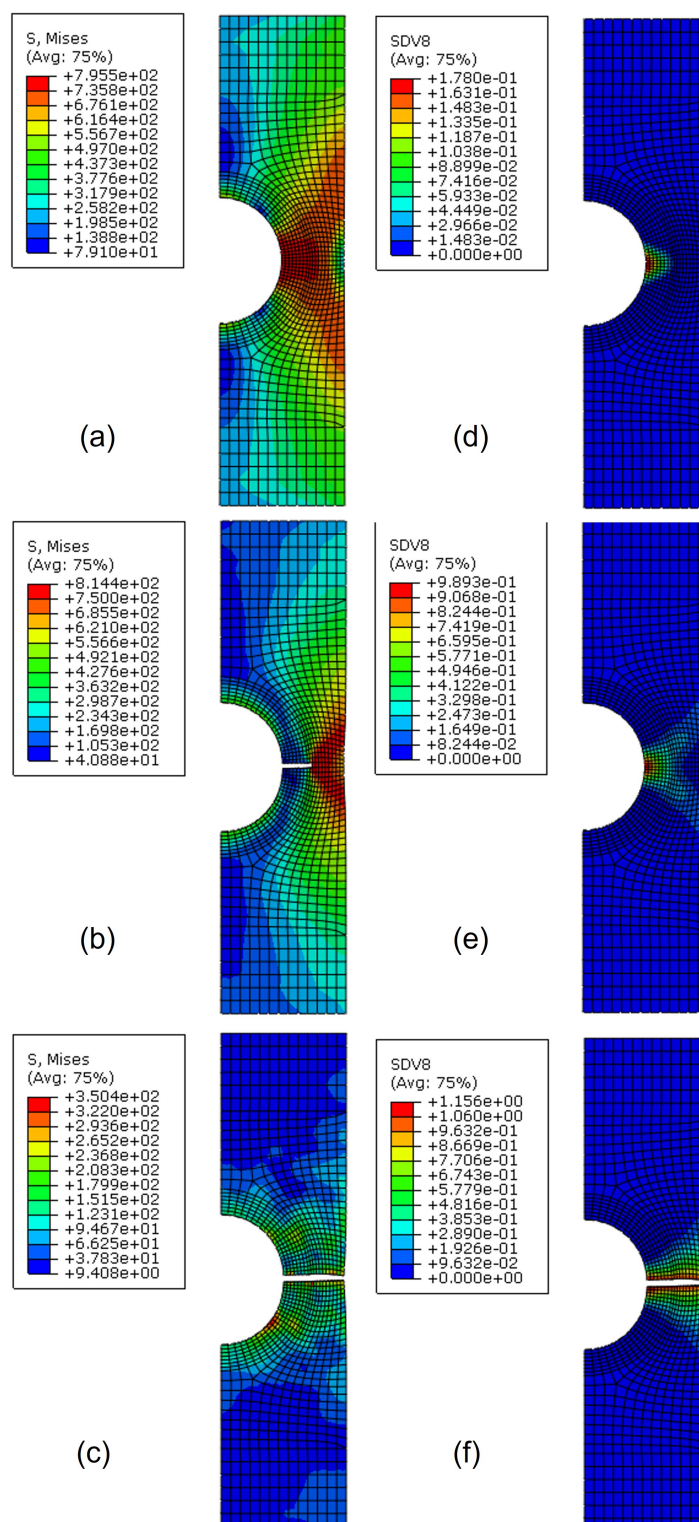 S, Mises
(Avg: 75%)
+7.955e+02
+7.358e+02
+6.761e+02
+6.164e+02
+5.567e+02
+4.970e+02
+4.373e+02
+3.776e+02
+3.179e+02
+2.582e+02
+1.985e+02
+1.388e+02
+7.910e+01
(a)
SDV8
(Avg: 75%)
+1.780e-01
+1.631e-01
+1.483e-01
+1.335e-01
+1.187e-01
+1.038e-01
+8.899e-02
+7.416e-02
+5.933e-02
+4.449e-02
+2.966e-02
+1.483e-02
+0.000e+00
(d)
S, Mises
(Avg: 75%)
+8.144e+02
+7.500e+02
+6.855e+02
+6.210e+02
+5.566e+02
+4.921e+02
+4.276e+02
+3.632e+02
+2.987e+02
+2.343e+02
+1.698e+02
+1.053e+02
+4.088e+01
(b)
SDV8
(Avg: 75%)
+9.893e-01
+9.068e-01
+8.244e-01
+7.419e-01
+6.595e-01
+5.771e-01
+4.946e-01
+4.122e-01
+3.298e-01
+2.473e-01
+1.649e-01
+8.244e-02
+0.000e+00
(e)
S, Mises
(Avg: 75%)
+3.504e+02
+3.220e+02
+2.936e+02
+2.652e+02
+2.368e+02
+2.083e+02
+1.799e+02
+1.515e+02
+1.231e+02
+9.467e+01
+6.625e+01
+3.783e+01
+9.408e+00
(c)
SDV8
(Avg: 75%)
+1.156e+00
+1.060e+00
+9.632e-01
+8.669e-01
+7.706e-01
+6.743e-01
+5.779e-01
+4.816e-01
+3.853e-01
+2.890e-01
+1.926e-01
+9.632e-02
+0.000e+00
(f)